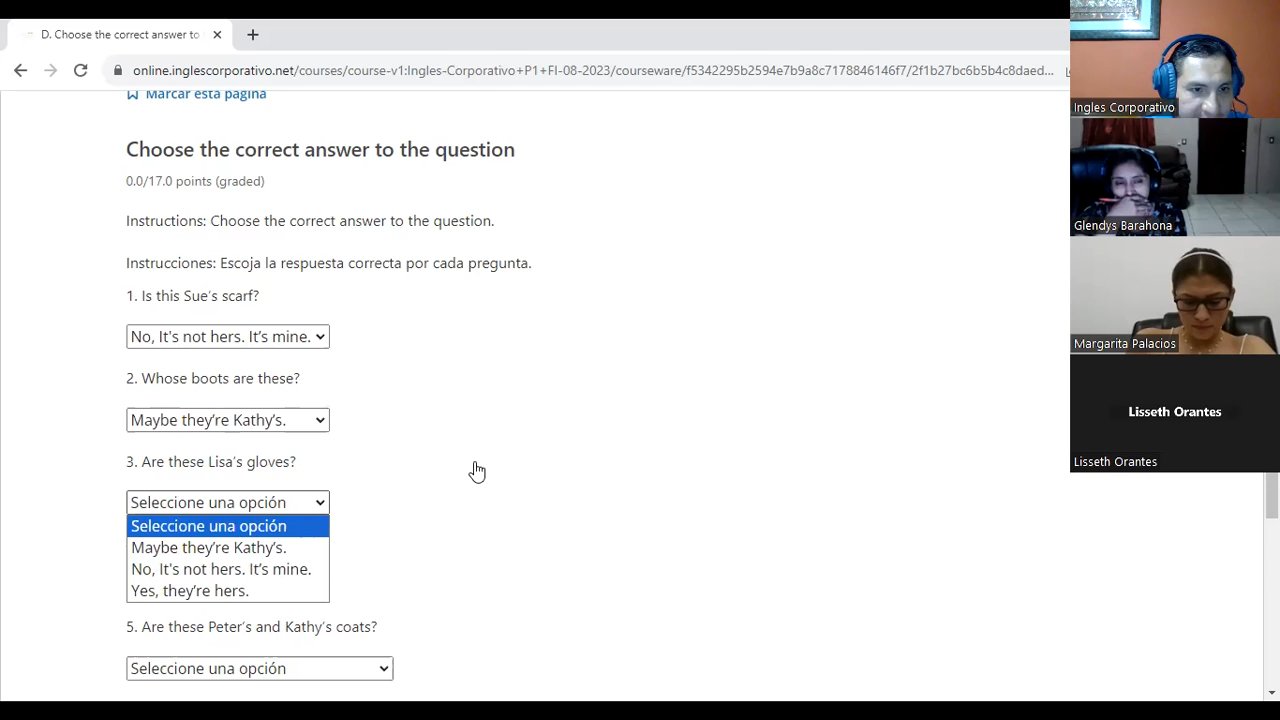 D. Choose the correct answer to
online.inglescorporativo.net/courses/course-v1:Ingles-Corporativo+P1+FI-08-2023/courseware/f5342295b2594e7b9a8c7178846146f7/2f1b27bc6b5b4c8daed...
Marcar esta página
Choose the correct answer to the question
0.0/17.0 points (graded)
Instructions: Choose the correct answer to the question.
Instrucciones: Escoja la respuesta correcta por cada pregunta.
1. Is this Sue's scarf?
No, It's not hers. It's mine.
2. Whose boots are these?
Maybe they're Kathy's.
3. Are these Lisa's gloves?
Seleccione una opción
Seleccione una opción
Maybe they're Kathy's.
No, It's not hers. It's mine.
Yes, they're hers.
5. Are these Peter's and Kathy's coats?
Seleccione una opción
Ingles Corporativo
Glendys Barahona
Margarita Palacios
Lisseth Orantes
Lisseth Orantes